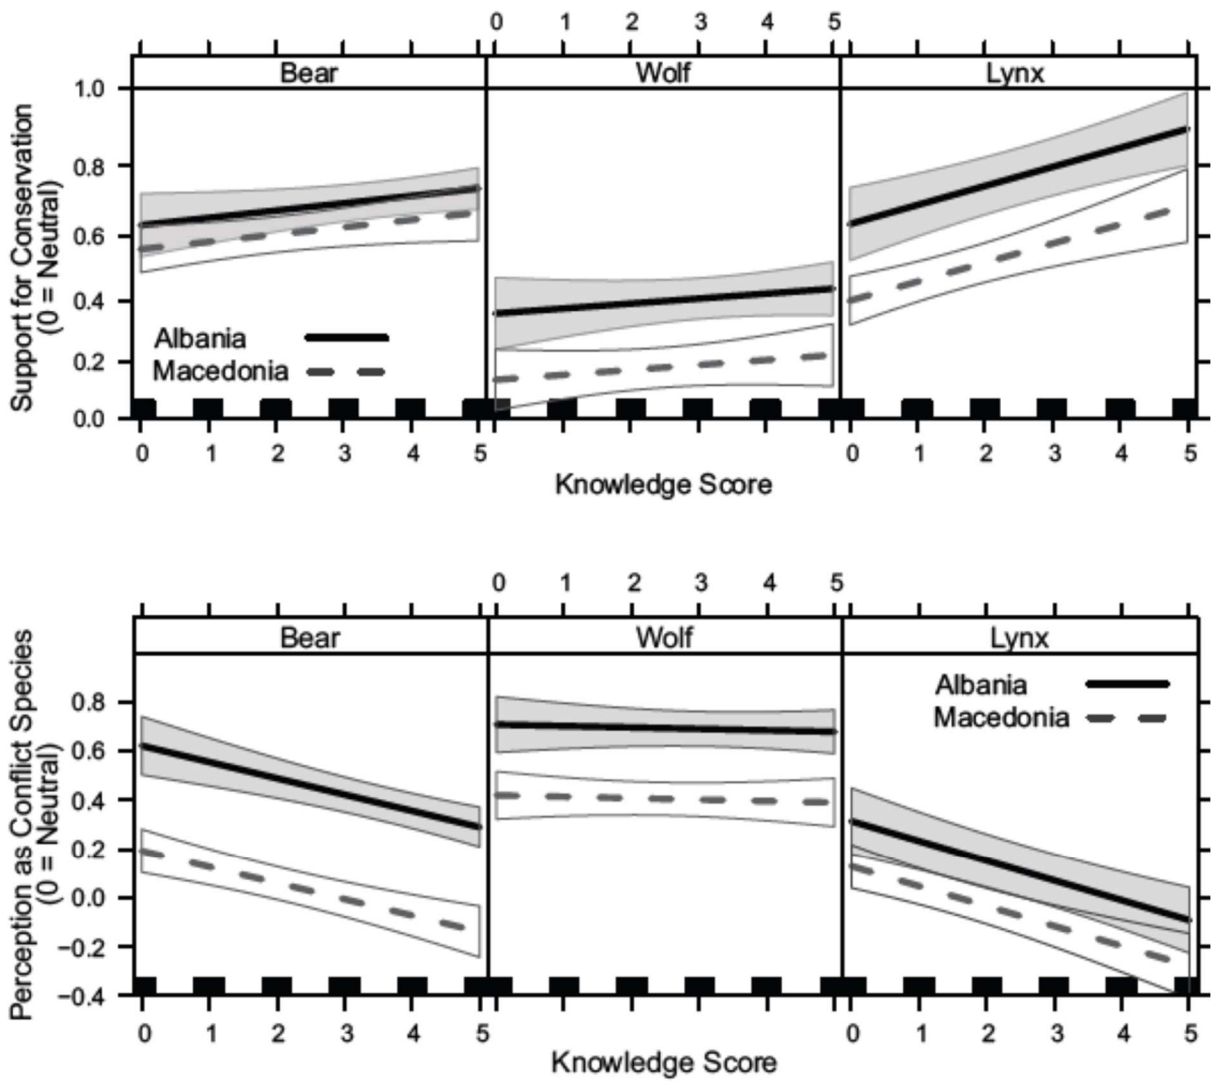 0 1 2 3 4 5
Bear Wolf Lynx
Support for Conservation
(0 = Neutral)
1.0
0.8
0.6
0.4
0.2
0.0
Albania
Macedonia
0 1 2 3 4 5 0 1 2 3 4 5
Knowledge Score
0 1 2 3 4 5
Bear Wolf Lynx
Perception as Conflict Species
(0 = Neutral)
Albania
Macedonia
0.8
0.6
0.4
0.2
0.0
−0.2
−0.4
0 1 2 3 4 5 0 1 2 3 4 5
Knowledge Score